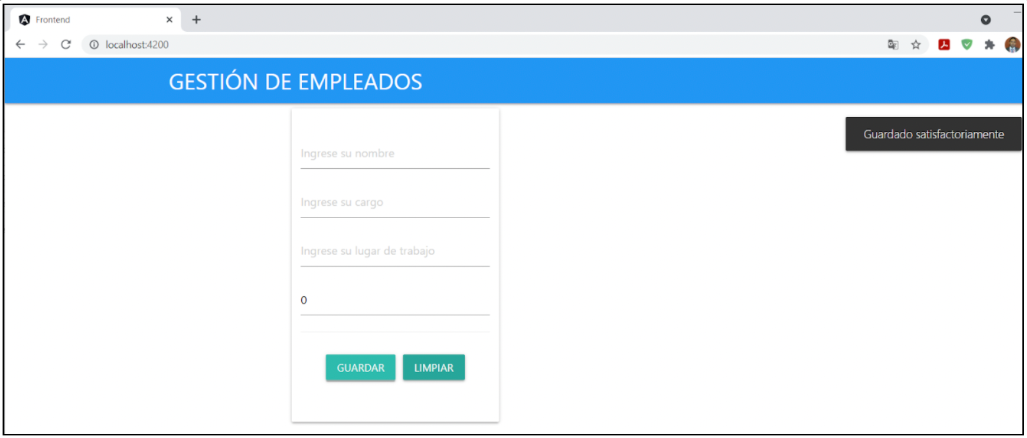 Frontend
localhost:4200
GESTIÓN DE EMPLEADOS
Guardado satisfactoriamente
Ingrese su nombre
Ingrese su cargo
Ingrese su lugar de trabajo
0
GUARDAR LIMPIAR